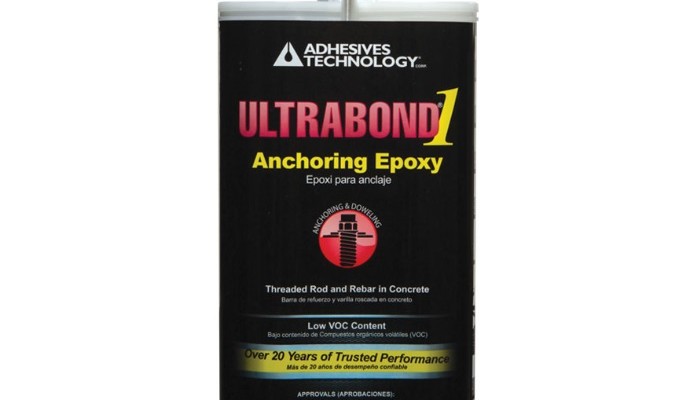 ADHESIVES
TECHNOLOGY CORP.
ULTRABOND® 1
Anchoring Epoxy
Epoxi para anclaje
ANCHORING & DOWELING
Threaded Rod and Rebar in Concrete
Barra de refuerzo y varilla roscada en concreto
Low VOC Content
Bajo contenido de Compuestos orgánicos volátiles (VOC)
Over 20 Years of Trusted Performance
Más de 20 años de desempeño confiable
APPROVALS (APROBACIONES):